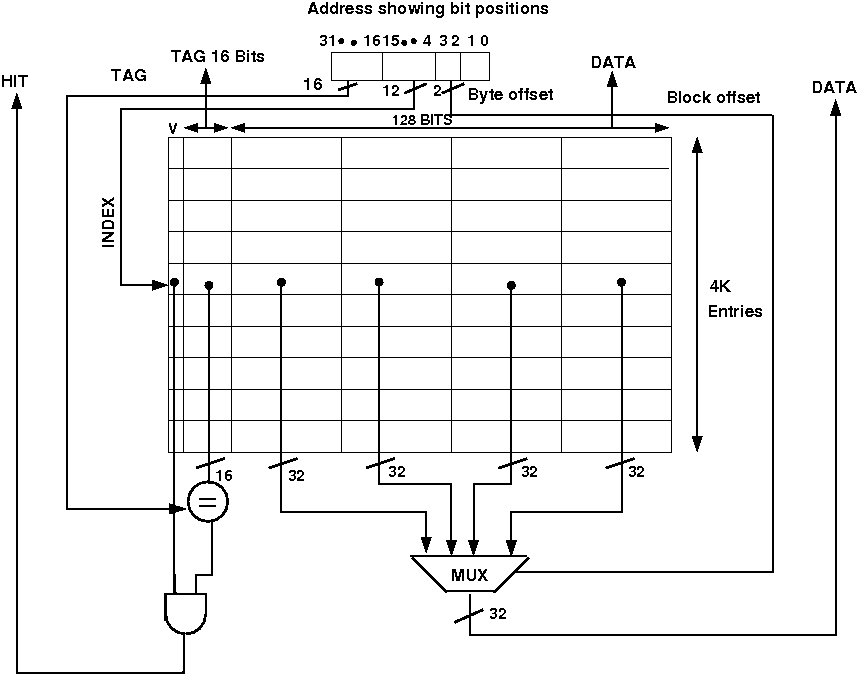 Address showing bit positions
31•• 16 15•• 4 3 2 1 0
TAG 16 Bits
TAG
HIT
16
12
2
Byte offset
DATA
Block offset
DATA
V
128 BITS
INDEX
4K
Entries
16
32
32
32
32
=
MUX
32